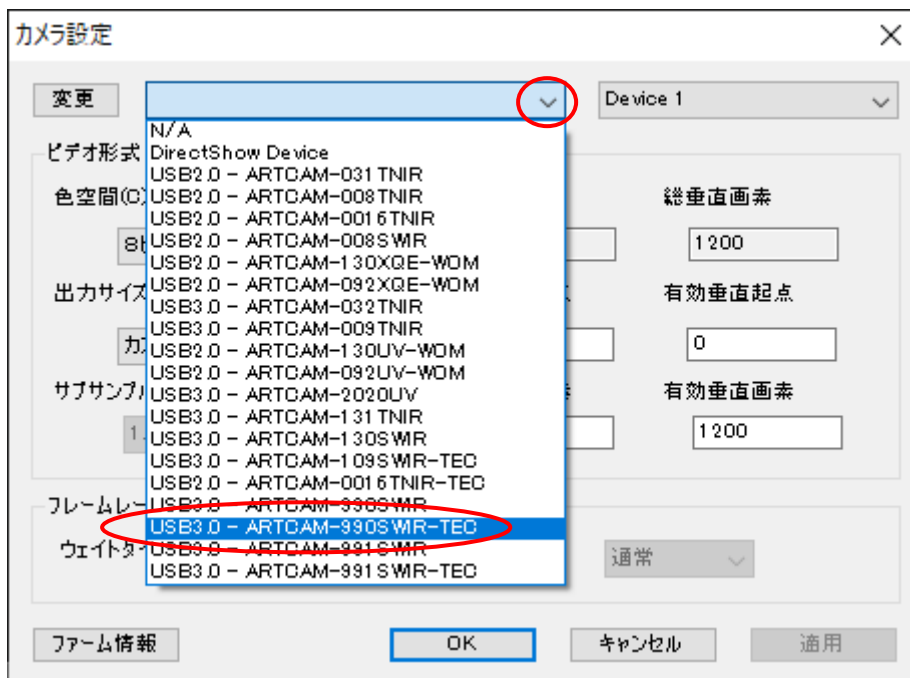 カメラ設定
変更
Device 1
N/A
DirectShow Device
USB2.0 - ARTCAM-031TNIR
USB2.0 - ARTCAM-008TNIR
USB2.0 - ARTCAM-0016TNIR
USB2.0 - ARTCAM-008SWIR
USB2.0 - ARTCAM-130XQE-WOM
USB2.0 - ARTCAM-092XQE-WOM
USB3.0 - ARTCAM-032TNIR
USB3.0 - ARTCAM-009TNIR
USB2.0 - ARTCAM-130UV-WOM
USB2.0 - ARTCAM-092UV-WOM
USB3.0 - ARTCAM-2020UV
USB3.0 - ARTCAM-131TNIR
USB3.0 - ARTCAM-130SWIR
USB3.0 - ARTCAM-109SWIR-TEC
USB2.0 - ARTCAM-0016TNIR-TEC
USB3.0 - ARTCAM-990SWIR
USB3.0 - ARTCAM-990SWIR-TEC
USB3.0 - ARTCAM-991SWIR
USB3.0 - ARTCAM-991SWIR-TEC
ビデオ形式
色空間(C)
総垂直画素
1200
出力サイズ
有効垂直起点
0
サブサンプル
有効垂直画素
1
1200
フレームレー
ウェイトタイ
通常
ファーム情報
OK
キャンセル
適用